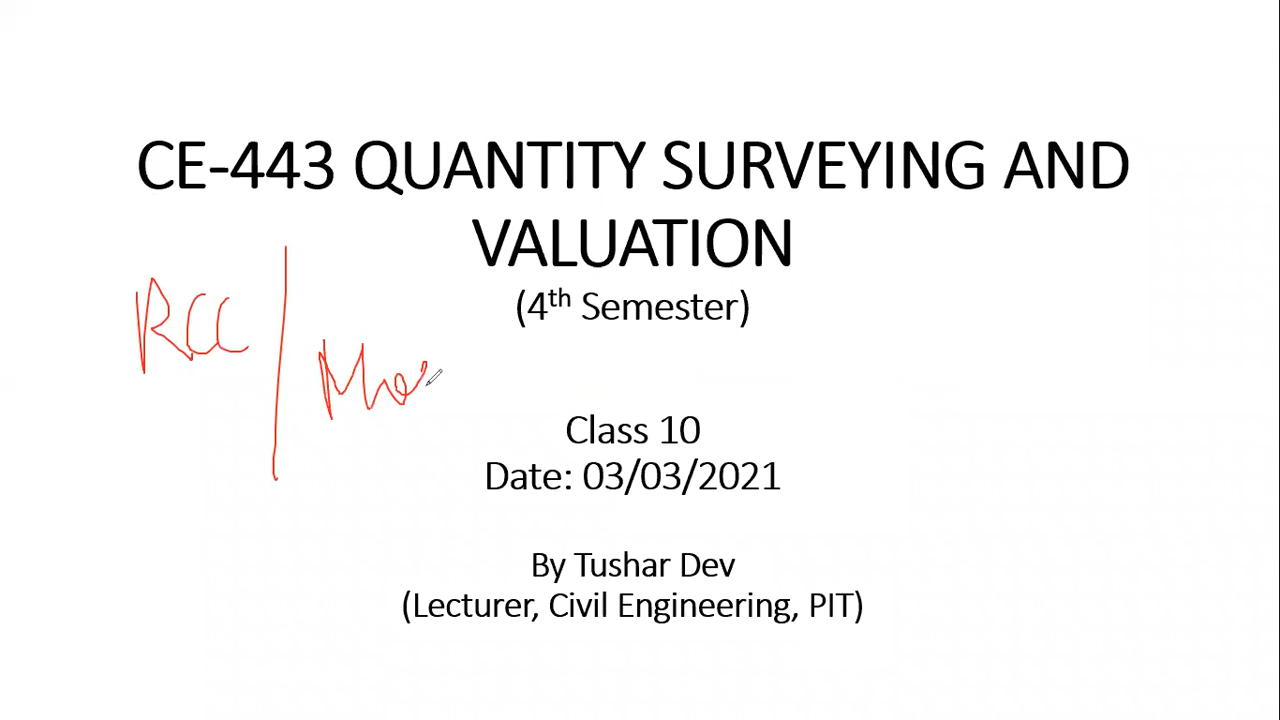 CE-443 QUANTITY SURVEYING AND
VALUATION
(4th Semester)
RCC
Class 10
Date: 03/03/2021
By Tushar Dev
(Lecturer, Civil Engineering, PIT)